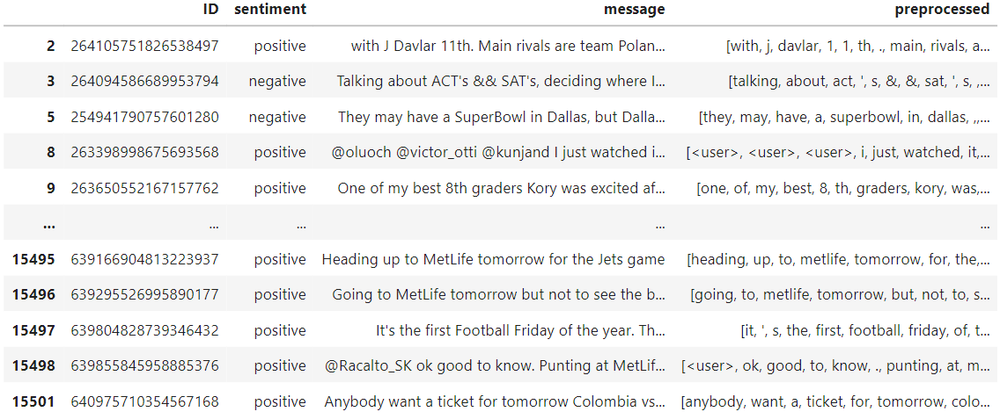 ID sentiment message preprocessed
2 264105751826538497 positive with J Davlar 11th. Main rivals are team Polan... [with, j, davlar, 1, 1, th, ., main, rivals, a...
3 264094586689953794 negative Talking about ACT's && SAT's, deciding where I... [talking, about, act, ', s, &, &, sat, ', s, ,...
5 254941790757601280 negative They may have a SuperBowl in Dallas, but Dalla... [they, may, have, a, superbowl, in, dallas, ,,...
8 263398998675693568 positive @oluoch @victor_otti @kunjand I just watched i... [<user>, <user>, <user>, i, just, watched, it,...
9 263650552167157762 positive One of my best 8th graders Kory was excited af... [one, of, my, best, 8, th, graders, kory, was,...
... ... ... ... ...
15495 639166904813223937 positive Heading up to MetLife tomorrow for the Jets game [heading, up, to, metlife, tomorrow, for, the,...
15496 639295526995890177 positive Going to MetLife tomorrow but not to see the b... [going, to, metlife, tomorrow, but, not, to, s...
15497 639804828739346432 positive It's the first Football Friday of the year. Th... [it, ', s, the, first, football, friday, of, t...
15498 639855845958885376 positive @Racalto_SK ok good to know. Punting at MetLif... [<user>, ok, good, to, know, ., punting, at, m...
15501 640975710354567168 positive Anybody want a ticket for tomorrow Colombia vs... [anybody, want, a, ticket, for, tomorrow, colo...